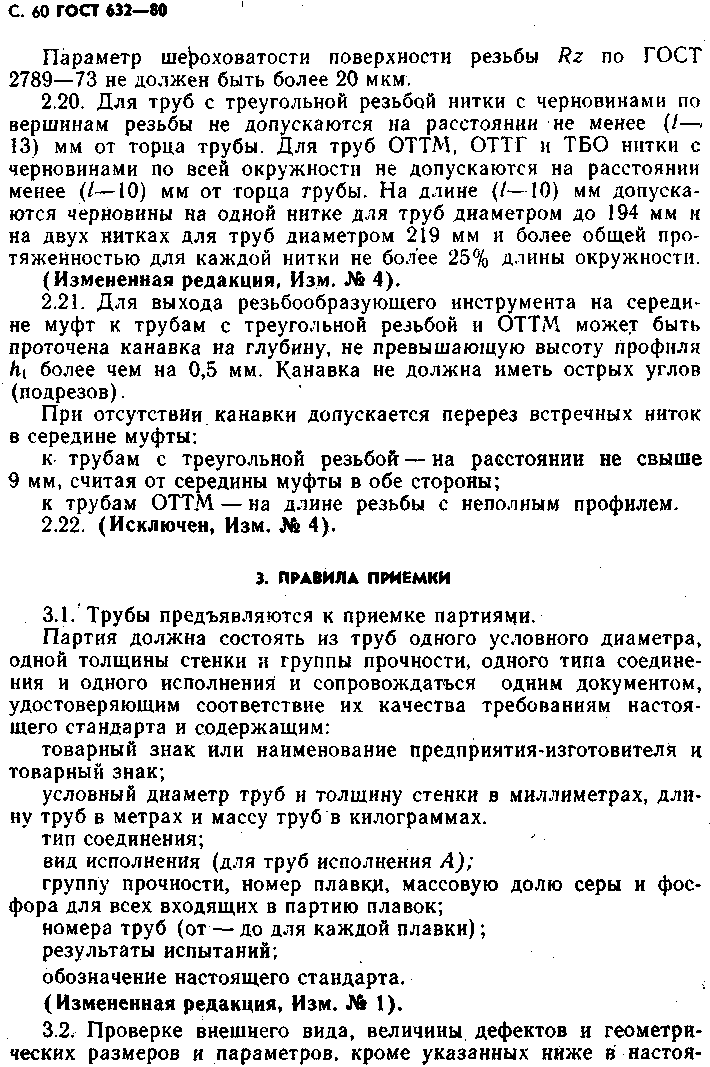 С. 60 ГОСТ 632—80
Параметр шероховатости поверхности резьбы Rz по ГОСТ
2789—73 не должен быть более 20 мкм.
2.20. Для труб с треугольной резьбой нитки с черновинами по
вершинам резьбы не допускаются на расстоянии не менее (l—
13) мм от торца трубы. Для труб ОТТМ, ОТТГ и ТБО нитки с
черновинами по всей окружности не допускаются на расстоянии
менее (l—10) мм от торца трубы. На длине (l—10) мм допуска-
ются черновины на одной нитке для труб диаметром до 194 мм и
на двух нитках для труб диаметром 219 мм и более общей про-
тяженностью для каждой нитки не более 25% длины окружности.
(Измененная редакция, Изм. № 4).
2.21. Для выхода резьбообразующего инструмента на середи-
не муфт к трубам с треугольной резьбой и ОТТМ может быть
проточена канавка на глубину, не превышающую высоту профиля
h₁ более чем на 0,5 мм. Канавка не должна иметь острых углов
(подрезов).
При отсутствии канавки допускается перерез встречных ниток
в середине муфты:
к трубам с треугольной резьбой — на расстоянии не свыше
9 мм, считая от середины муфты в обе стороны;
к трубам ОТТМ — на длине резьбы с неполным профилем.
2.22. (Исключен, Изм. № 4).
3. ПРАВИЛА ПРИЕМКИ
3.1. Трубы предъявляются к приемке партиями.
Партия должна состоять из труб одного условного диаметра,
одной толщины стенки и группы прочности, одного типа соедине-
ния и одного исполнения и сопровождаться одним документом,
удостоверяющим соответствие их качества требованиям настоя-
щего стандарта и содержащим:
товарный знак или наименование предприятия-изготовителя и
товарный знак;
условный диаметр труб и толщину стенки в миллиметрах, дли-
ну труб в метрах и массу труб в килограммах.
тип соединения;
вид исполнения (для труб исполнения А);
группу прочности, номер плавки, массовую долю серы и фос-
фора для всех входящих в партию плавок;
номера труб (от — до для каждой плавки);
результаты испытаний;
обозначение настоящего стандарта.
(Измененная редакция, Изм. № 1).
3.2. Проверке внешнего вида, величины дефектов и геометри-
ческих размеров и параметров, кроме указанных ниже в настоя-